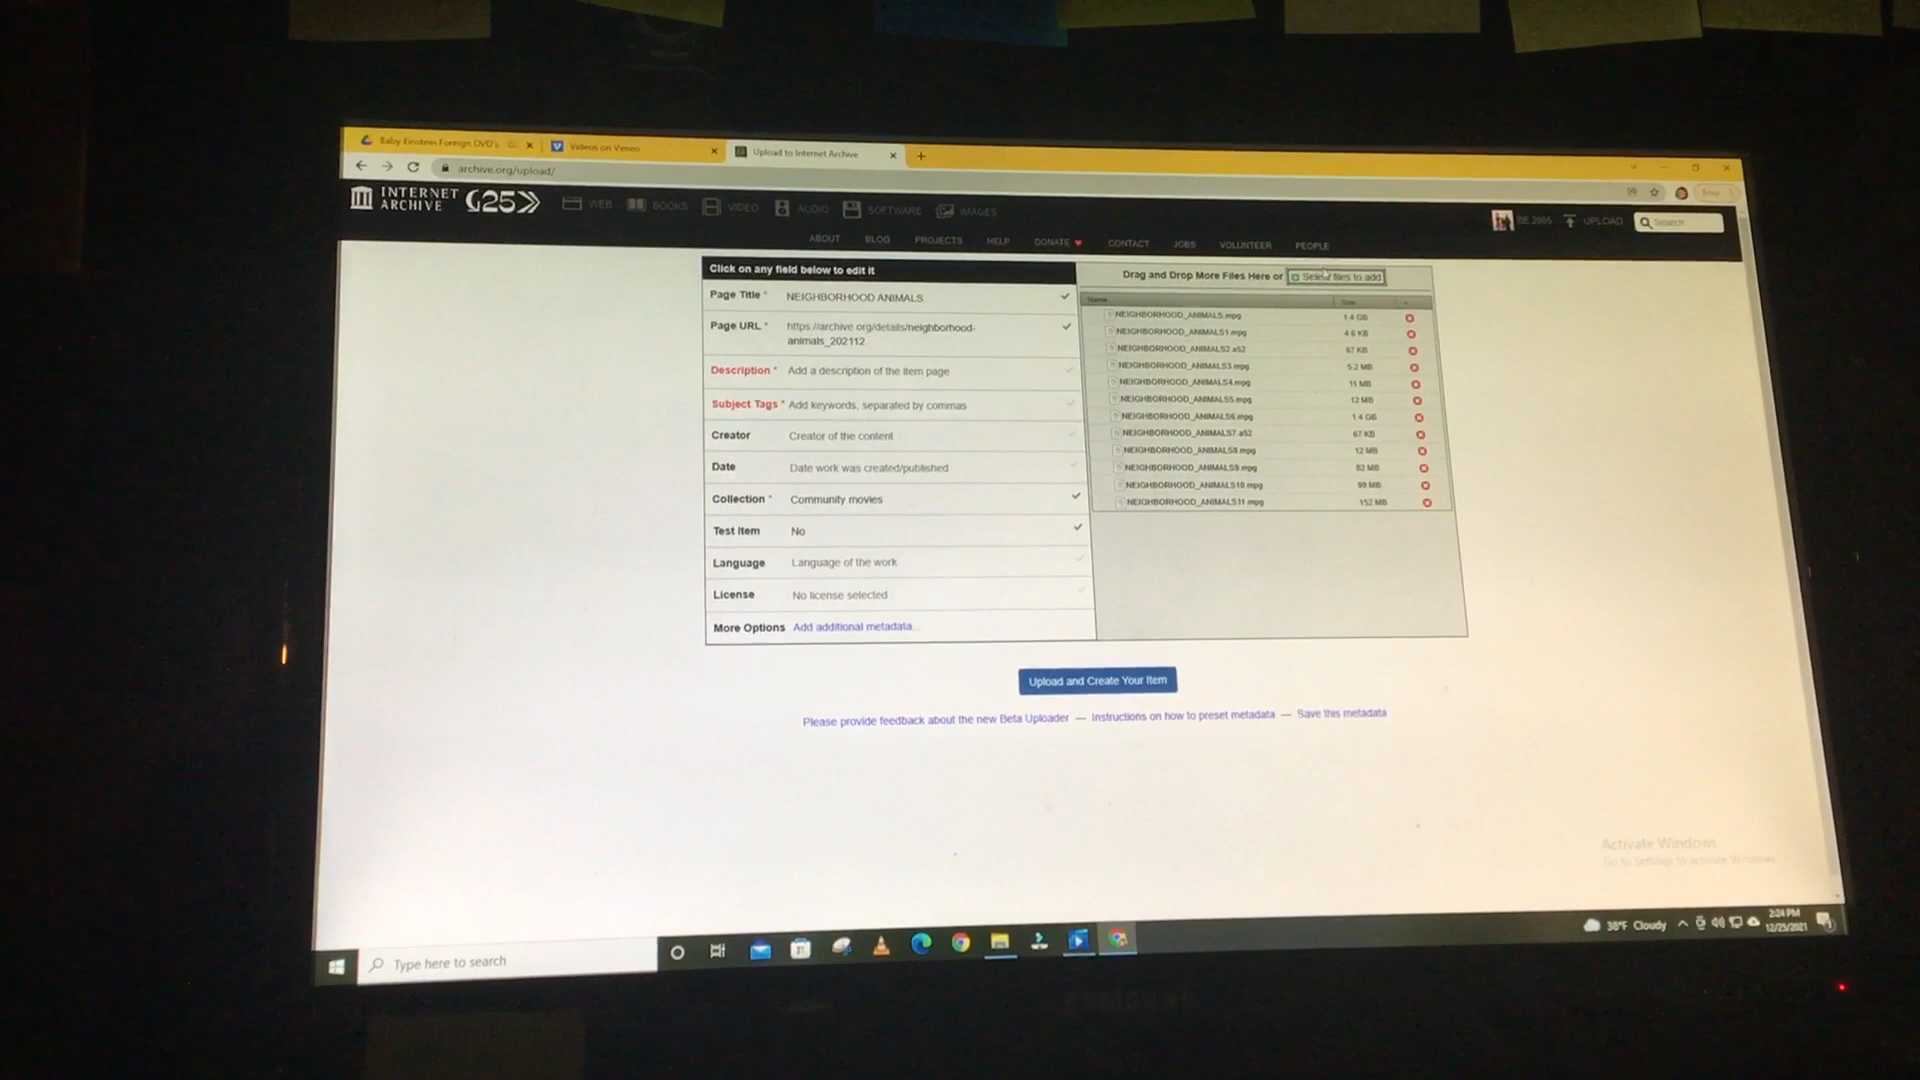 Baby Einstein Foreign DVD's
Videos on Vimeo
Upload to Internet Archive
archive.org/upload/
INTERNET
ARCHIVE
25
WEB
BOOKS
VIDEO
AUDIO
SOFTWARE
IMAGES
SE 2995
UPLOAD
Search
ABOUT
BLOG
PROJECTS
HELP
DONATE
CONTACT
JOBS
VOLUNTEER
PEOPLE
Click on any field below to edit it
Page Title * NEIGHBORHOOD ANIMALS
Page URL * https://archive.org/details/neighborhood-
animals_202112
Description * Add a description of the item page
Subject Tags * Add keywords, separated by commas
Creator Creator of the content
Date Date work was created/published
Collection * Community movies
Test Item No
Language Language of the work
License No license selected
More Options Add additional metadata...
Drag and Drop More Files Here or Select files to add
Name Size
NEIGHBORHOOD_ANIMALS.mpg 1.4 GB
NEIGHBORHOOD_ANIMALS1.mpg 4.6 KB
NEIGHBORHOOD_ANIMALS2.a52 67 KB
NEIGHBORHOOD_ANIMALS3.mpg 5.2 MB
NEIGHBORHOOD_ANIMALS4.mpg 11 MB
NEIGHBORHOOD_ANIMALS5.mpg 12 MB
NEIGHBORHOOD_ANIMALS6.mpg 1.4 GB
NEIGHBORHOOD_ANIMALS7.a52 67 KB
NEIGHBORHOOD_ANIMALS8.mpg 12 MB
NEIGHBORHOOD_ANIMALS9.mpg 82 MB
NEIGHBORHOOD_ANIMALS10.mpg 99 MB
NEIGHBORHOOD_ANIMALS11.mpg 152 MB
Upload and Create Your Item
Please provide feedback about the new Beta Uploader — Instructions on how to preset metadata — Save this metadata
Activate Windows
Go to Settings to activate Windows.
Type here to search
38°F Cloudy
2:24 PM
12/25/2021
SAMSUNG